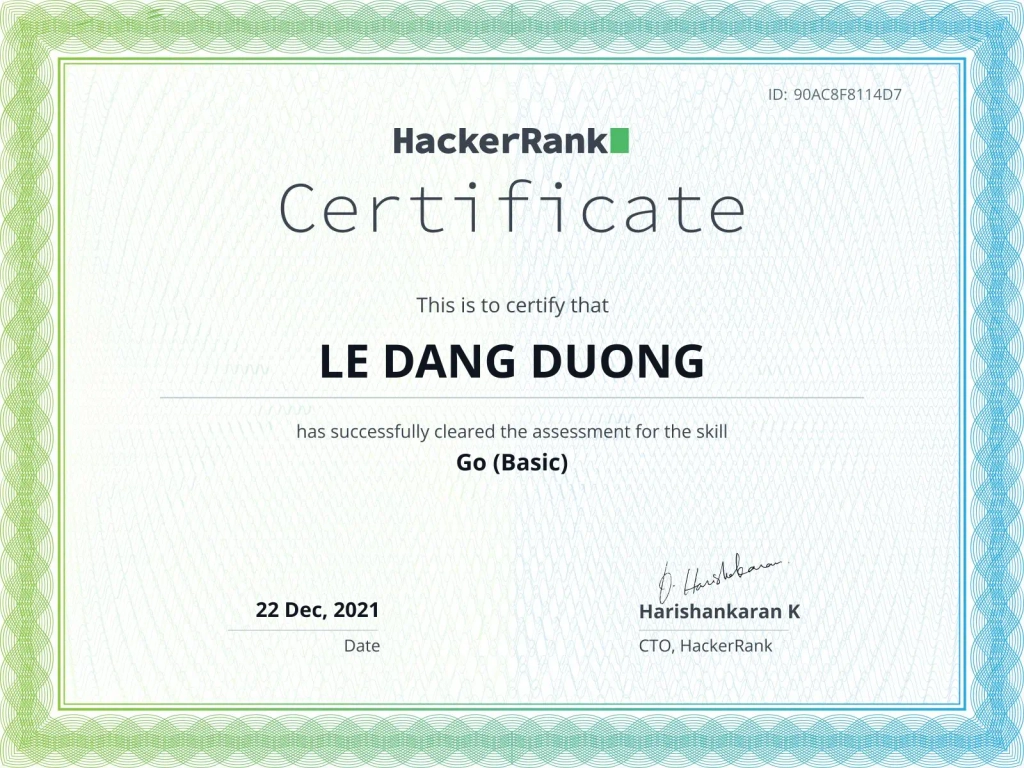 ID: 90AC8F8114D7
HackerRank
Certificate
This is to certify that
LE DANG DUONG
has successfully cleared the assessment for the skill
Go (Basic)
22 Dec, 2021
Date
Harishankaran K
CTO, HackerRank